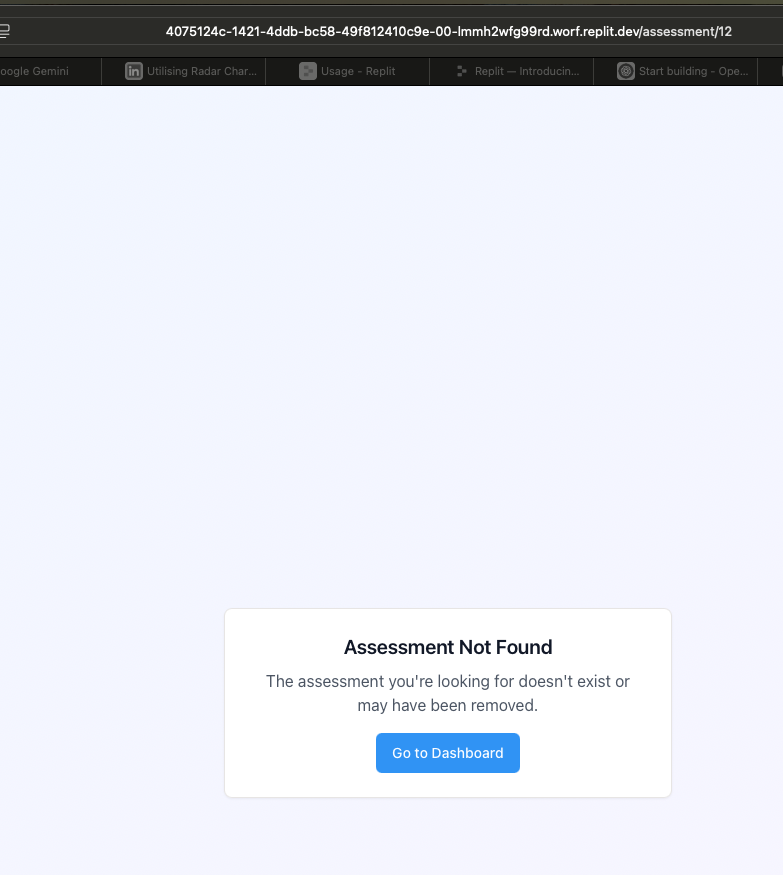 4075124c-1421-4ddb-bc58-49f812410c9e-00-lmmh2wfg99rd.worf.replit.dev/assessment/12
oogle Gemini
in Utilising Radar Char...
Usage - Replit
Replit — Introducin...
Start building - Ope...
Assessment Not Found
The assessment you're looking for doesn't exist or
may have been removed.
Go to Dashboard